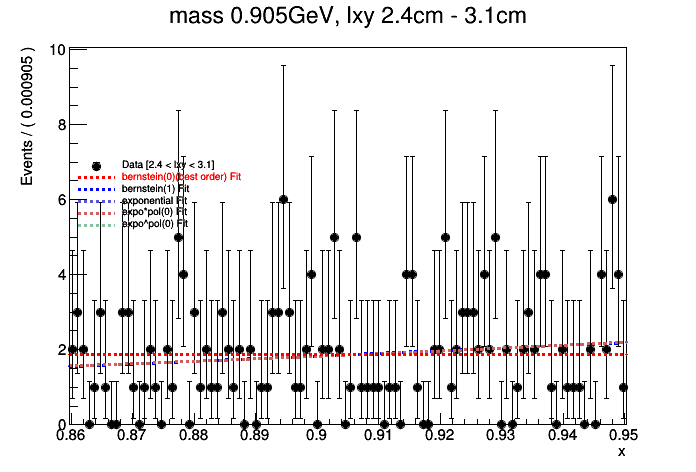 mass 0.905GeV, lxy 2.4cm - 3.1cm
Events / ( 0.000905 )
10
8
6
4
2
0
Data [2.4 < lxy < 3.1]
bernstein(0)(best order) Fit
bernstein(1) Fit
exponential Fit
expo*pol(0) Fit
expo^pol(0) Fit
0.86 0.87 0.88 0.89 0.9 0.91 0.92 0.93 0.94 0.95
x